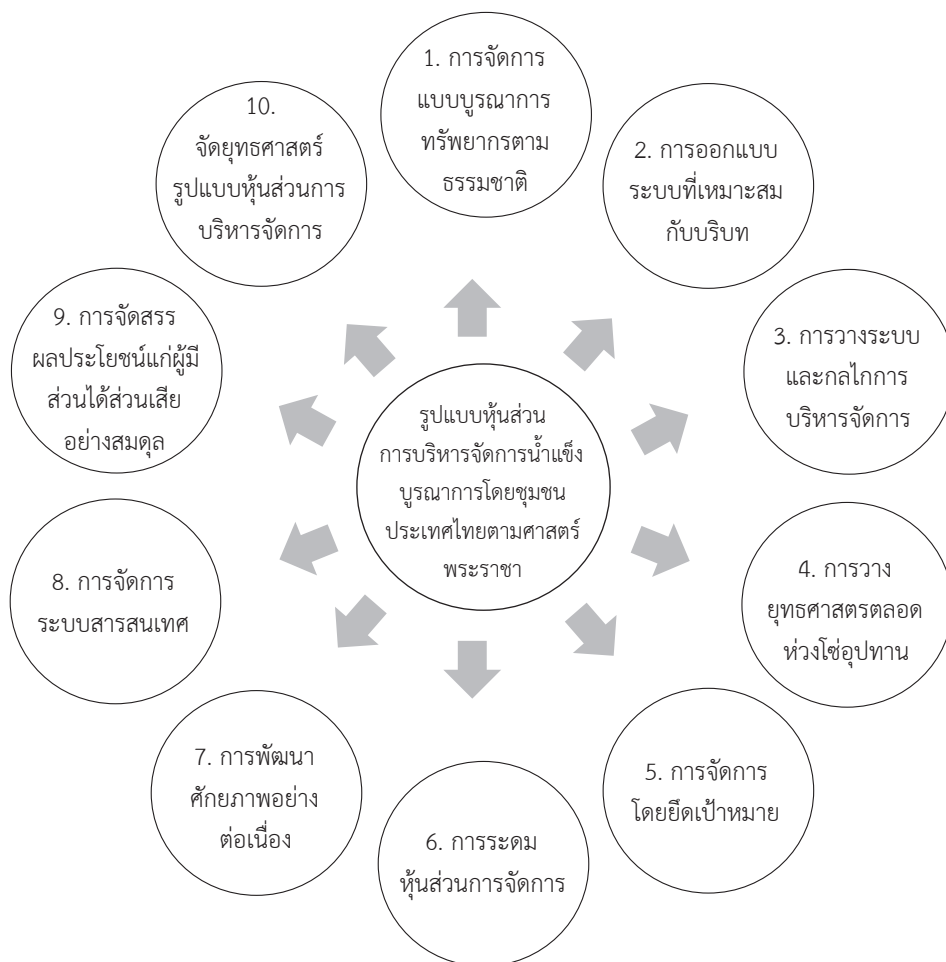 1. การจัดการ
แบบบูรณาการ
ทรัพยากรตาม
ธรรมชาติ
2. การออกแบบ
ระบบที่เหมาะสม
กับบริบท
3. การวางระบบ
และกลไกการ
บริหารจัดการ
4. การวาง
ยุทธศาสตรตลอด
ห่วงโซ่อุปทาน
5. การจัดการ
โดยยึดเป้าหมาย
6. การระดม
หุ้นส่วนการจัดการ
7. การพัฒนา
ศักยภาพอย่าง
ต่อเนื่อง
8. การจัดการ
ระบบสารสนเทศ
9. การจัดสรร
ผลประโยชน์แก่ผู้มี
ส่วนได้ส่วนเสีย
อย่างสมดุล
10.
จัดยุทธศาสตร์
รูปแบบหุ้นส่วนการ
บริหารจัดการ
รูปแบบหุ้นส่วน
การบริหารจัดการน้ำแข็ง
บูรณาการโดยชุมชน
ประเทศไทยตามศาสตร์
พระราชา